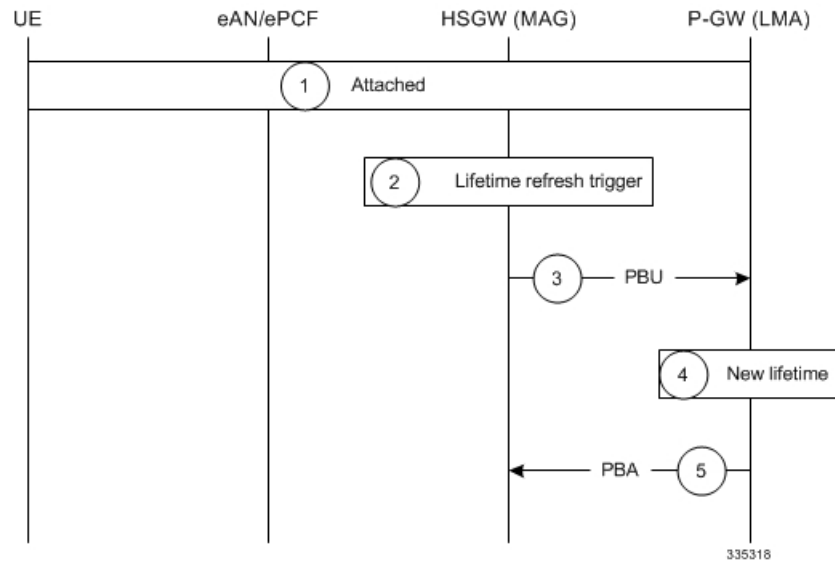 UE eAN/ePCF HSGW (MAG) P-GW (LMA)
1 Attached
2 Lifetime refresh trigger
3 PBU
4 New lifetime
PBA 5
335318